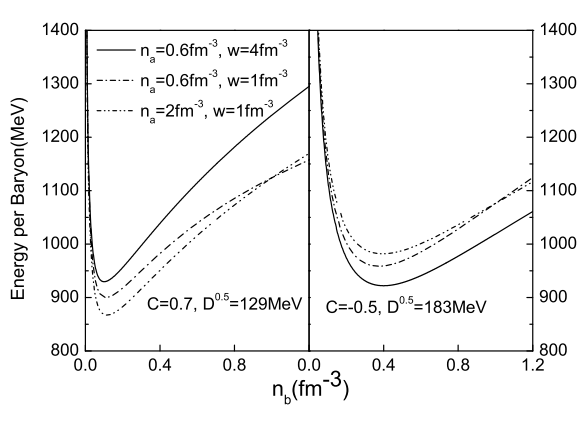 1400 1400
n_a=0.6fm^-3, w=4fm^-3
1300 n_a=0.6fm^-3, w=1fm^-3 1300
n_a=2fm^-3, w=1fm^-3
1200 1200
1100 1100
1000 1000
900 900
C=0.7, D^0.5=129MeV C=-0.5, D^0.5=183MeV
800 800
0.0 0.4 0.8 0.0 0.4 0.8 1.2
Energy per Baryon(MeV)
n_b(fm^-3)